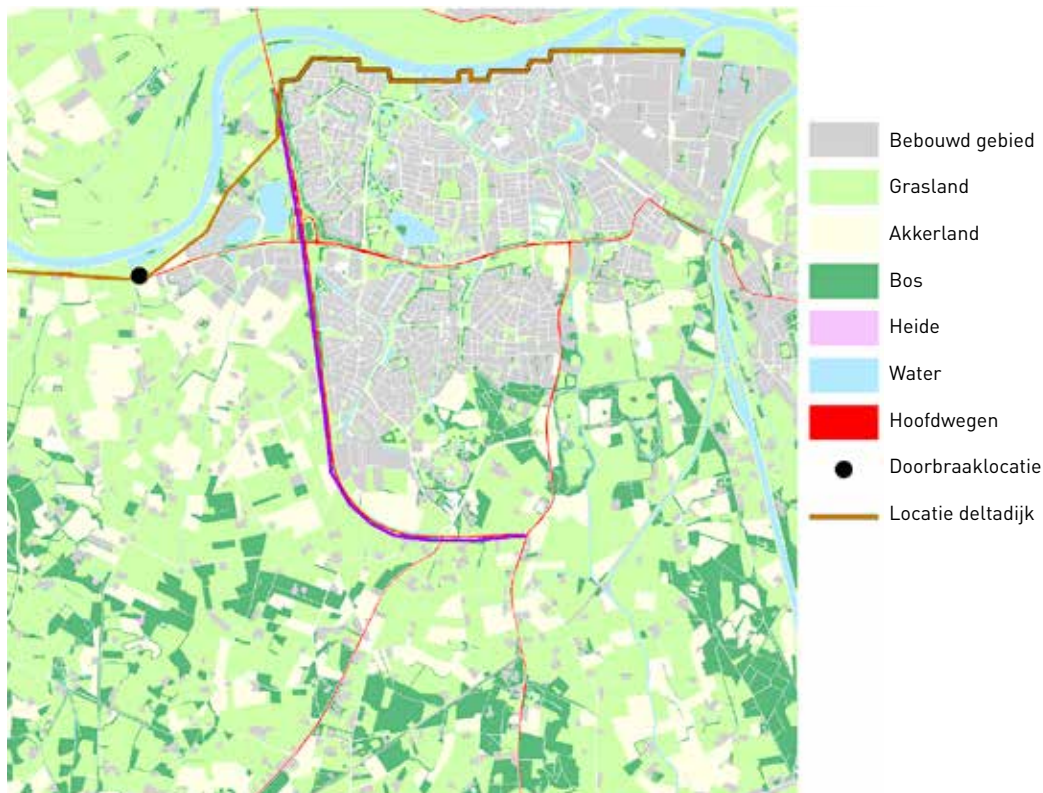 Bebouwd gebied
Grasland
Akkerland
Bos
Heide
Water
Hoofdwegen
Doorbraaklocatie
Locatie deltadijk